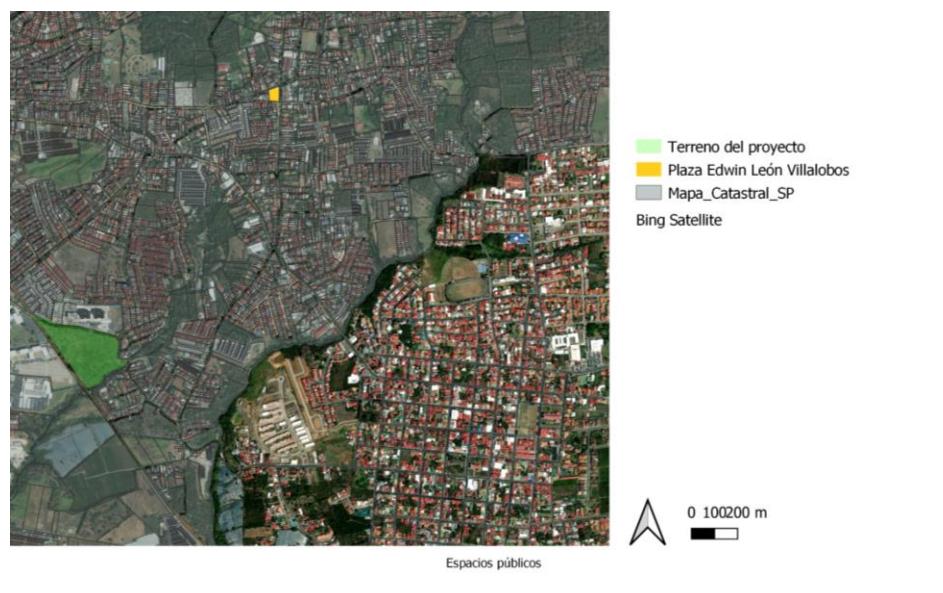 Terreno del proyecto
Plaza Edwin León Villalobos
Mapa_Catastral_SP
Bing Satellite
0 100200 m
Espacios públicos